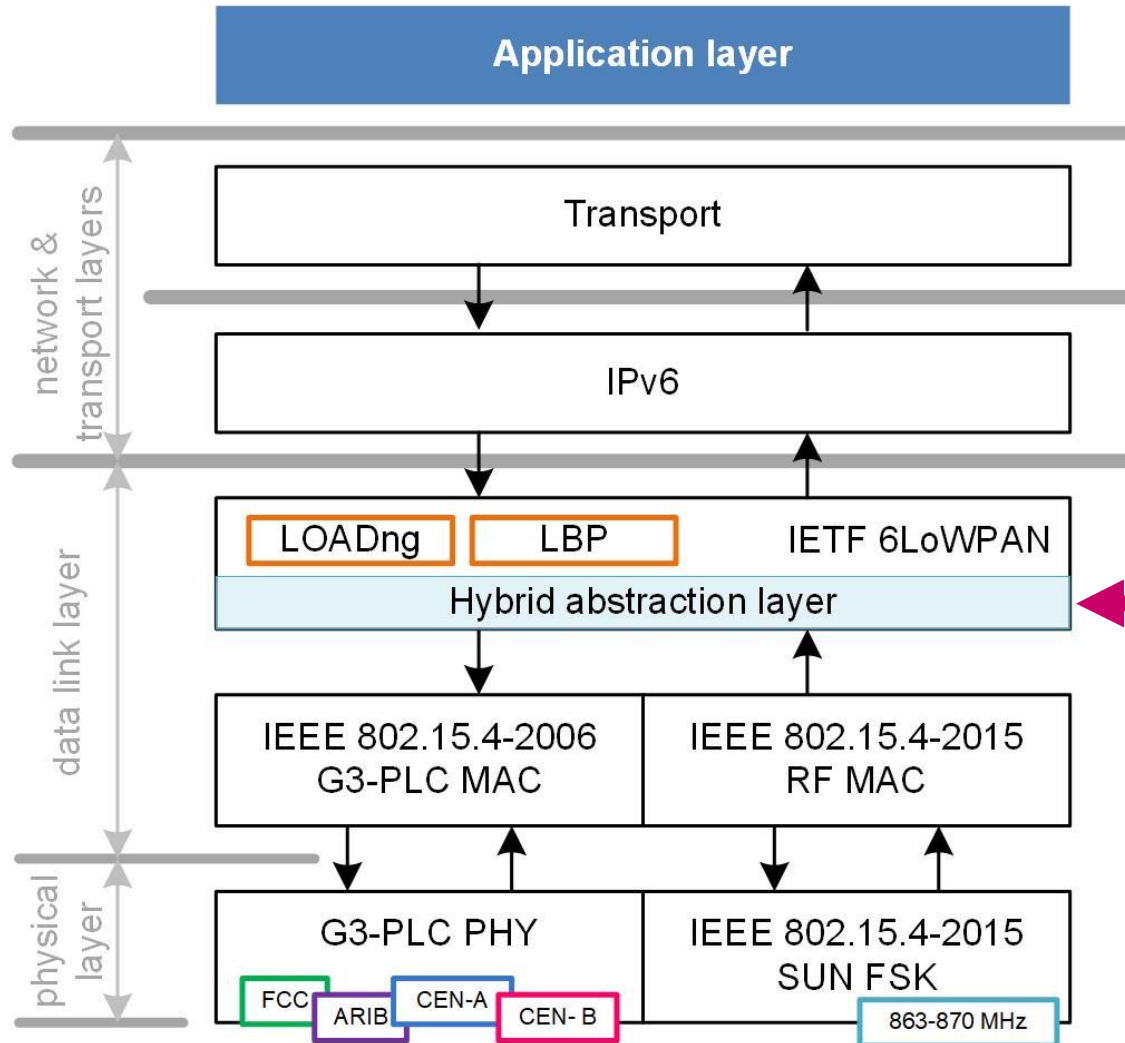 Application layer
network &
transport layers
Transport
IPv6
data link layer
LOADng
LBP
IETF 6LoWPAN
Hybrid abstraction layer
IEEE 802.15.4-2006
G3-PLC MAC
IEEE 802.15.4-2015
RF MAC
physical
layer
G3-PLC PHY
FCC
ARIB
CEN-A
CEN- B
IEEE 802.15.4-2015
SUN FSK
863-870 MHz